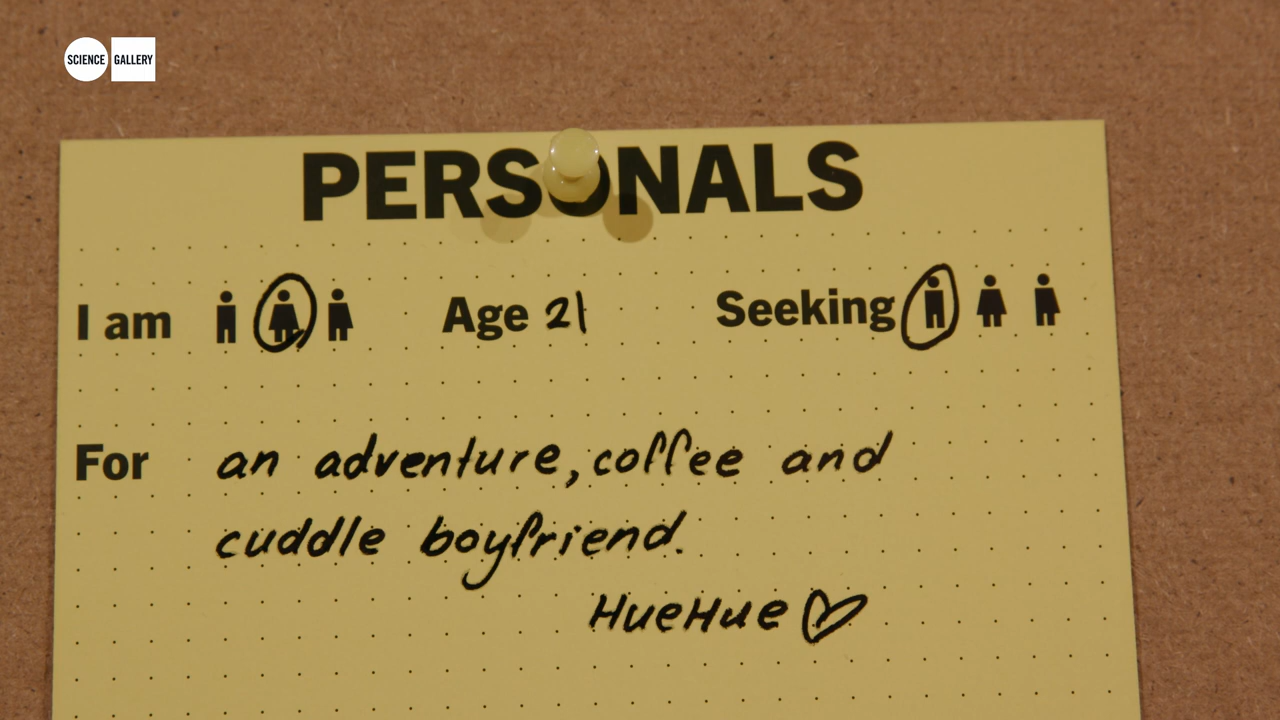 SCIENCE GALLERY
PERSONALS
I am Age 21 Seeking
For an adventure, coffee and
cuddle boyfriend.
HueHue♡